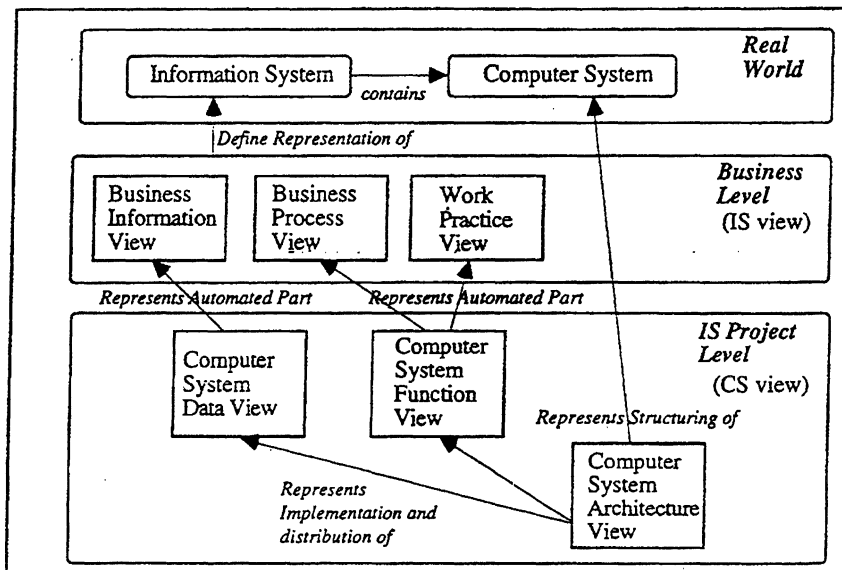 Real
World
Information System
Computer System
contains
Define Representation of
Business
Level
(IS view)
Business
Information
View
Business
Process
View
Work
Practice
View
Represents Automated Part
Represents Automated Part
IS Project
Level
(CS view)
Computer
System
Data View
Computer
System
Function
View
Represents Structuring of
Computer
System
Architecture
View
Represents
Implementation and
distribution of